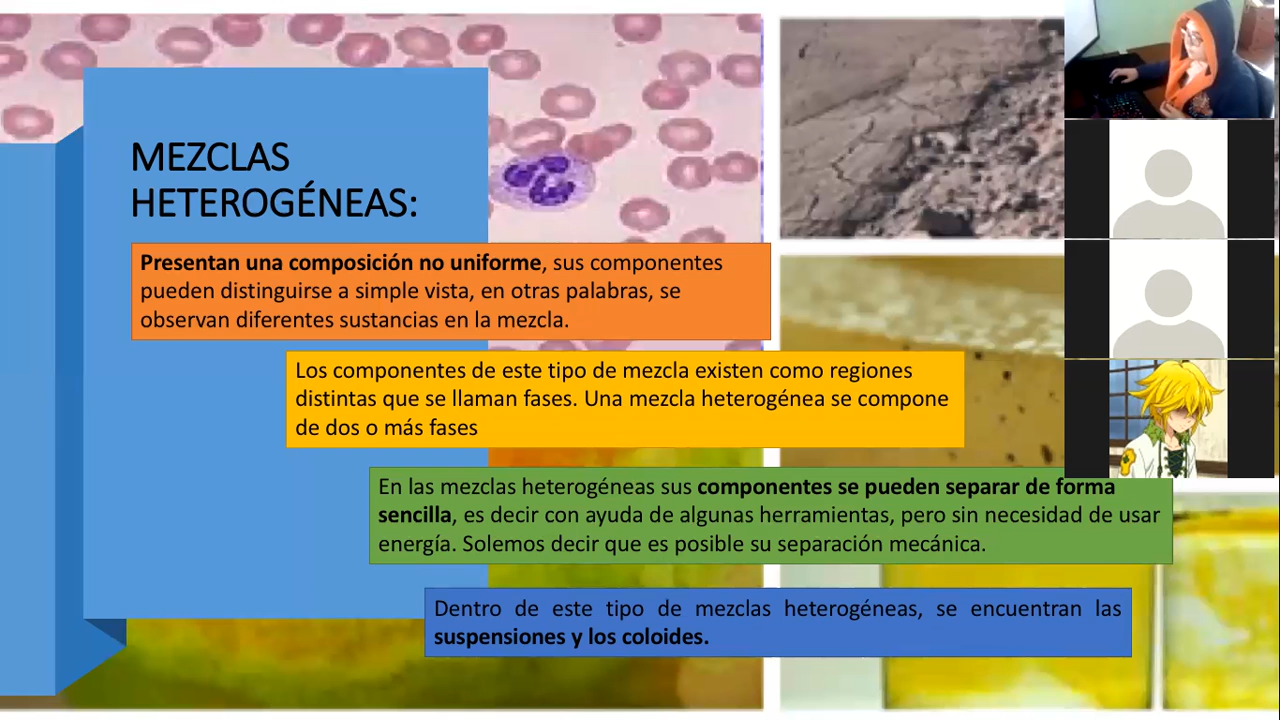 MEZCLAS
HETEROGÉNEAS:
Presentan una composición no uniforme, sus componentes
pueden distinguirse a simple vista, en otras palabras, se
observan diferentes sustancias en la mezcla.
Los componentes de este tipo de mezcla existen como regiones
distintas que se llaman fases. Una mezcla heterogénea se compone
de dos o más fases
En las mezclas heterogéneas sus componentes se pueden separar de forma
sencilla, es decir con ayuda de algunas herramientas, pero sin necesidad de usar
energía. Solemos decir que es posible su separación mecánica.
Dentro de este tipo de mezclas heterogéneas, se encuentran las
suspensiones y los coloides.